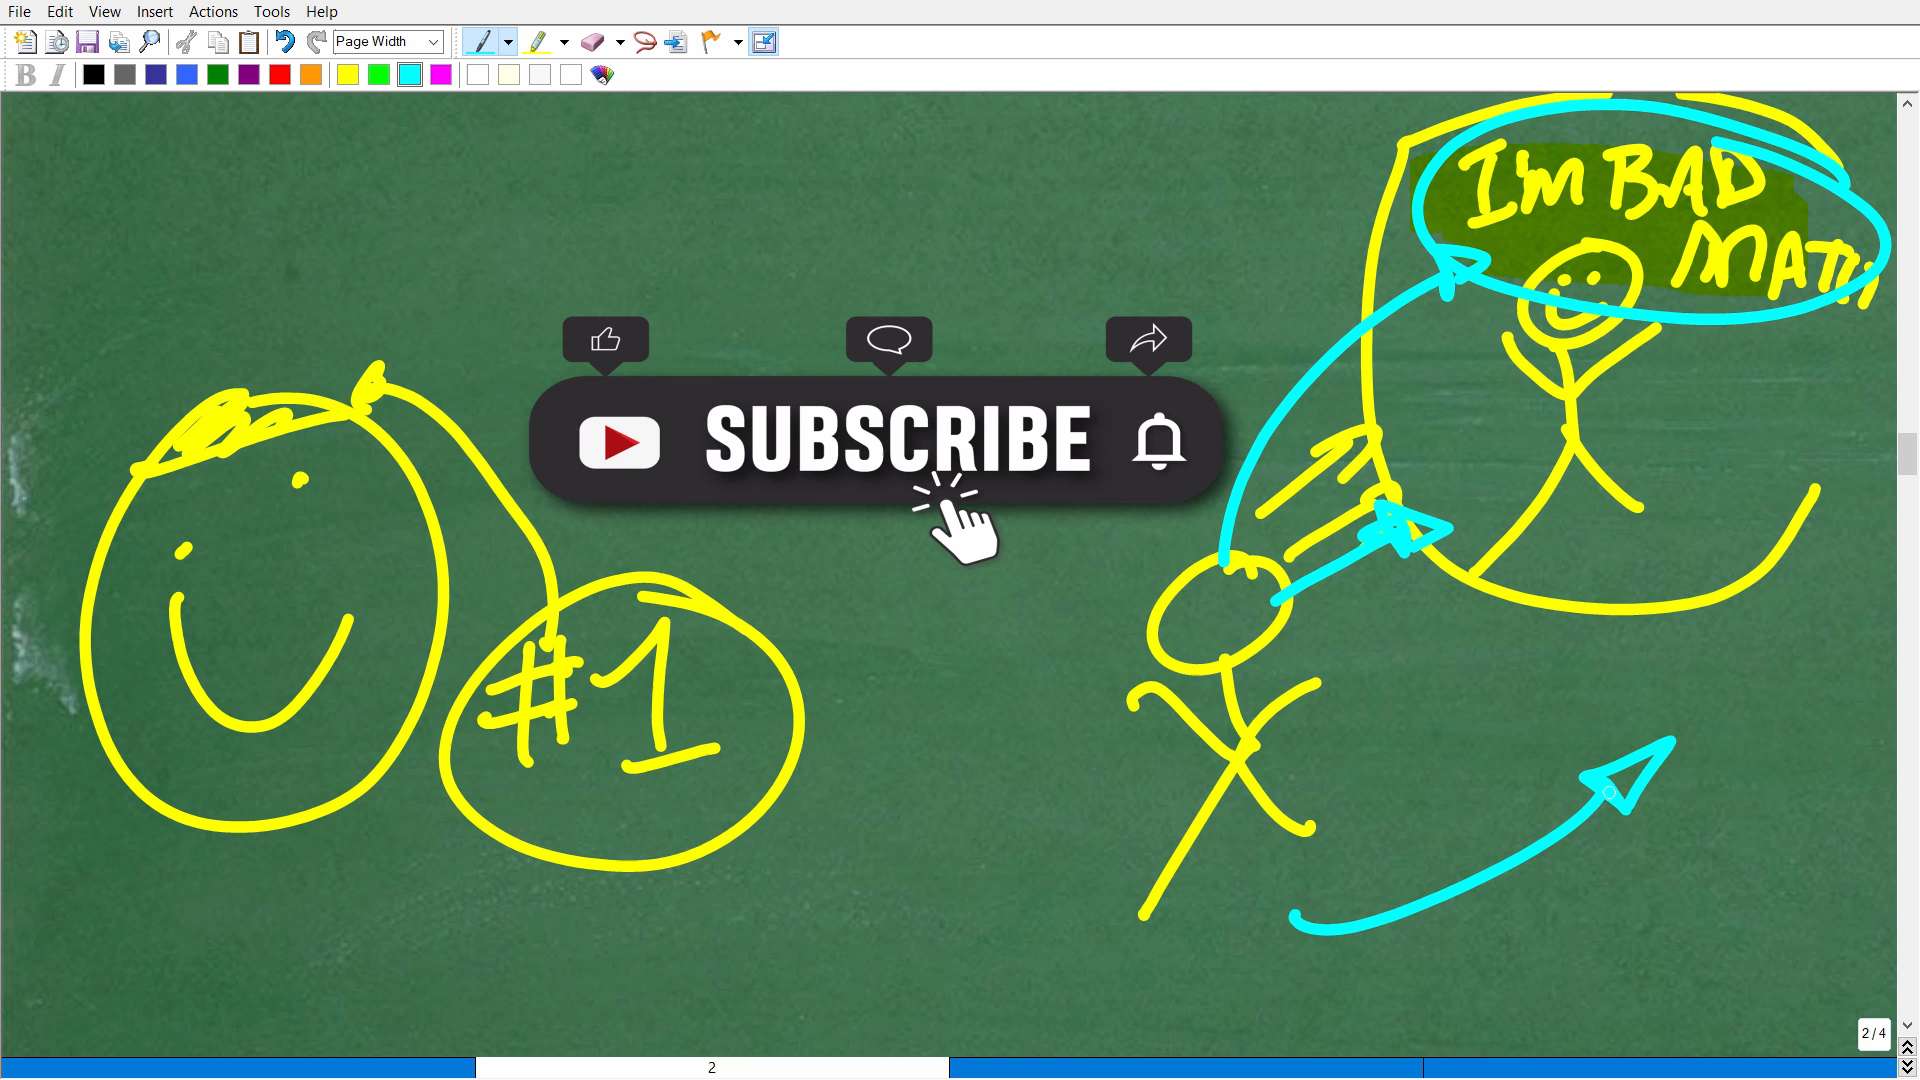 File Edit View Insert Actions Tools Help
Page Width
B I
I'M BAD
MATH
SUBSCRIBE
#1
2 / 4
2